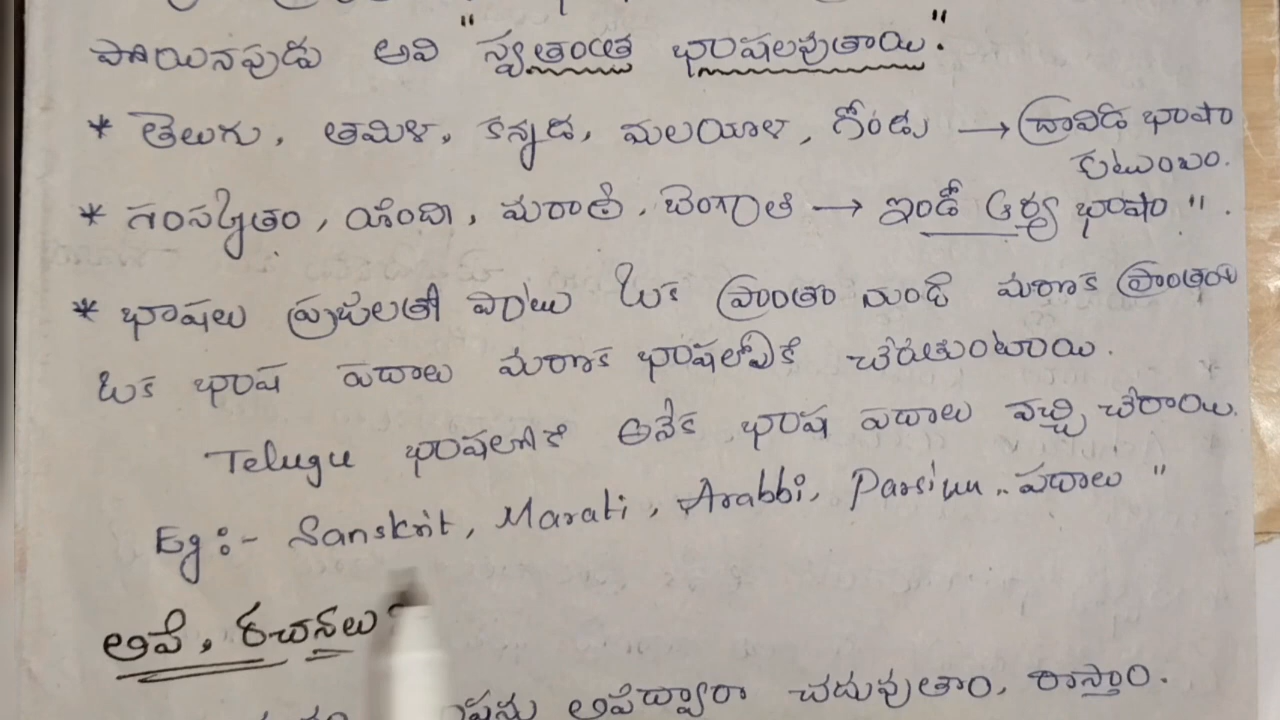 పోయినపుడు అవి "స్వతంత్ర భాషలవుతాయి".
* తెలుగు, తమిళ, కన్నడ, మలయాళ, గోండు → ద్రావిడ భాషా
కుటుంబం.
* సంస్కృతం, హిందీ, మరాఠీ, బెంగాలీ → ఇండో ఆర్య భాషా ".
* భాషలు ప్రజలతో పాటు ఒక ప్రాంతం నుండి మరొక
ఒక భాష పదాలు మరొక భాషలోనికి చేరుతుంటాయి.
Telugu భాషలోకి అనేక భాష పదాలు వచ్చి చేరాయి.
Eg:- Sanskrit, Marati, Arabbi, పదాలు "
లిపి, రచనలు
లిపిద్వారా చదువుతాం, రాస్తాం.